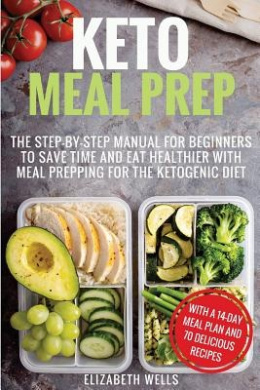 KETO
MEAL PREP
THE STEP-BY-STEP MANUAL FOR BEGINNERS
TO SAVE TIME AND EAT HEALTHIER WITH
MEAL PREPPING FOR THE KETOGENIC DIET
WITH A 14-DAY
MEAL PLAN AND
70 DELICIOUS
RECIPES
ELIZABETH WELLS